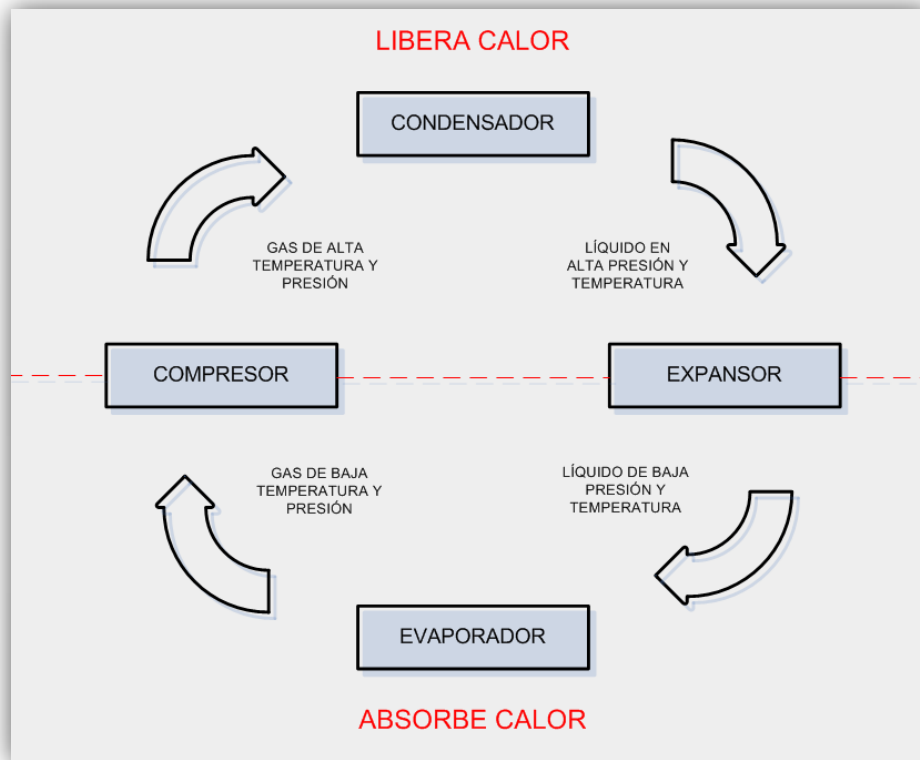 LIBERA CALOR
CONDENSADOR
GAS DE ALTA
TEMPERATURA Y
PRESIÓN
LÍQUIDO EN
ALTA PRESIÓN Y
TEMPERATURA
COMPRESOR
EXPANSOR
GAS DE BAJA
TEMPERATURA Y
PRESIÓN
LÍQUIDO DE BAJA
PRESIÓN Y
TEMPERATURA
EVAPORADOR
ABSORBE CALOR